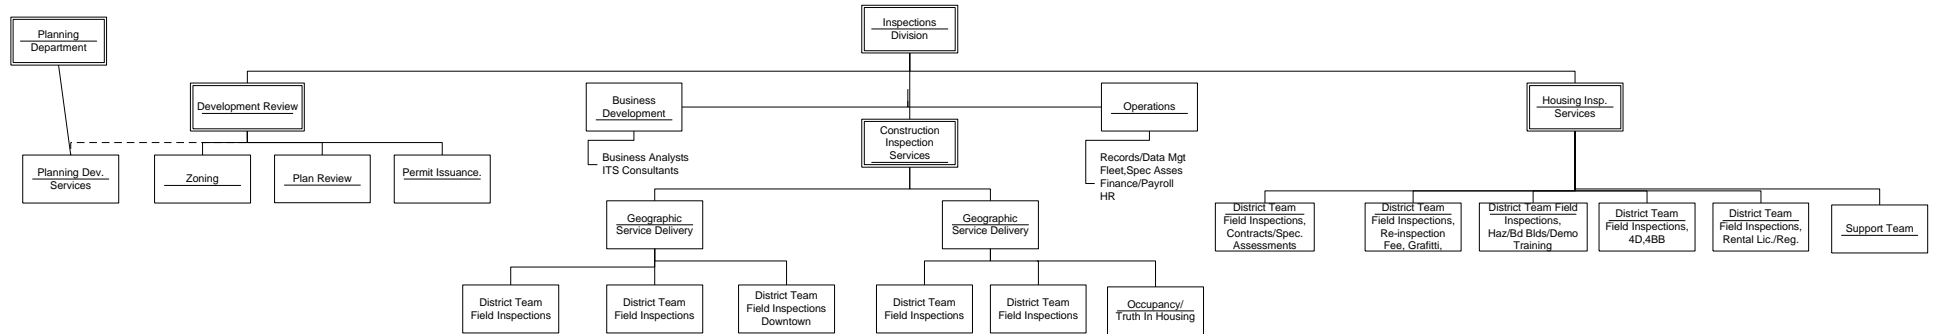 Planning
Department
Inspections
Division
Development Review
Business
Development
Operations
Housing Insp.
Services
Construction
Inspection
Services
Business Analysts
ITS Consultants
Records/Data Mgt
Fleet,Spec Asses
Finance/Payroll
HR
Planning Dev.
Services
Zoning
Plan Review
Permit Issuance.
Geographic
Service Delivery
Geographic
Service Delivery
District Team
Field Inspections,
Contracts/Spec.
Assessments
District Team
Field Inspections,
Re-inspection
Fee, Grafitti,
District Team Field
Inspections,
Haz/Bd Blds/Demo
Training
District Team
Field Inspections,
4D,4BB
District Team
Field Inspections,
Rental Lic./Reg.
Support Team
District Team
Field Inspections
District Team
Field Inspections
District Team
Field Inspections
Downtown
District Team
Field Inspections
District Team
Field Inspections
Occupancy/
Truth In Housing